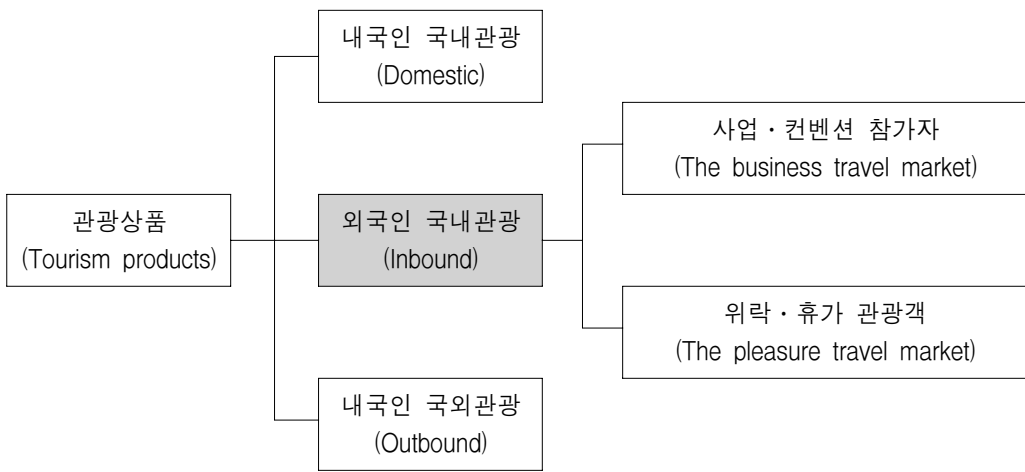 내국인 국내관광
(Domestic)
사업·컨벤션 참가자
(The business travel market)
관광상품
(Tourism products)
외국인 국내관광
(Inbound)
위락·휴가 관광객
(The pleasure travel market)
내국인 국외관광
(Outbound)